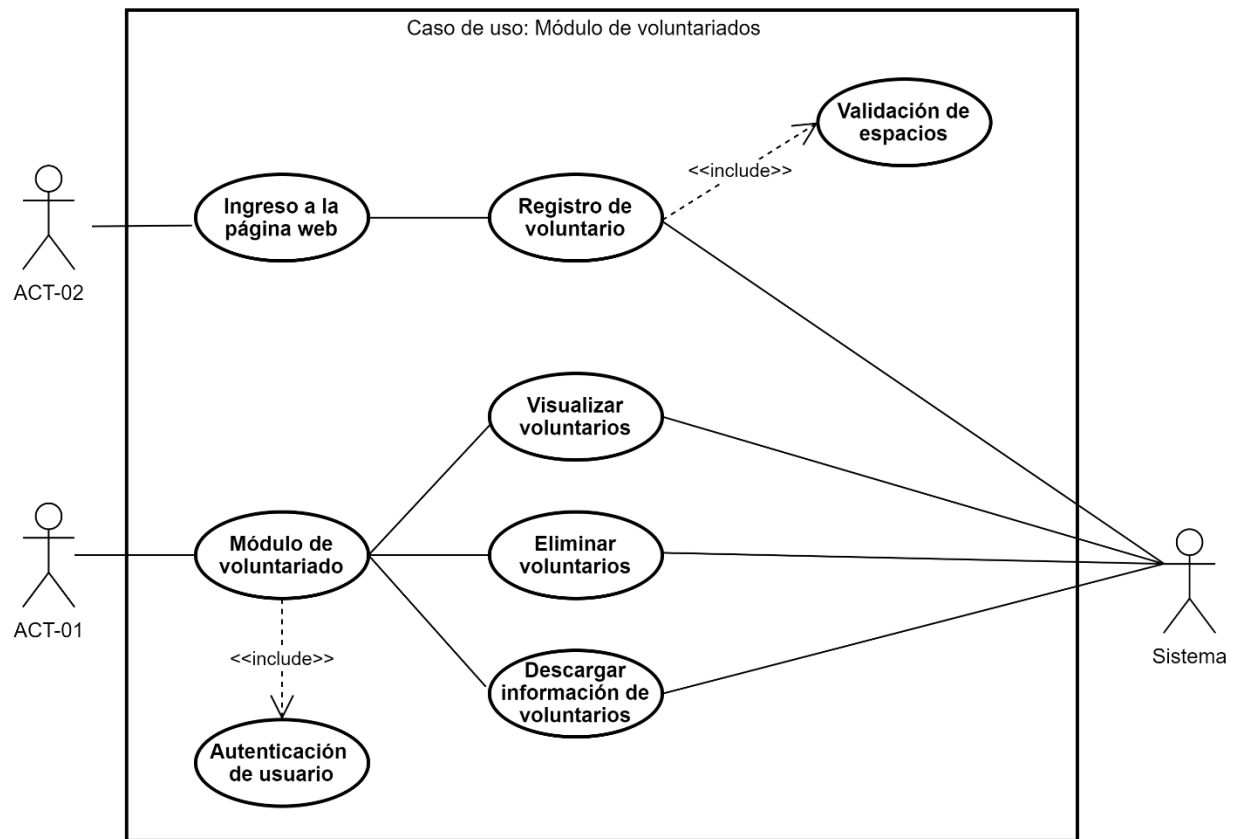 Caso de uso: Módulo de voluntariados
Validación de
espacios
<<include>>
Ingreso a la
página web
Registro de
voluntario
ACT-02
Visualizar
voluntarios
Módulo de
voluntariado
Eliminar
voluntarios
ACT-01
<<include>>
Descargar
información de
voluntarios
Sistema
Autenticación
de usuario